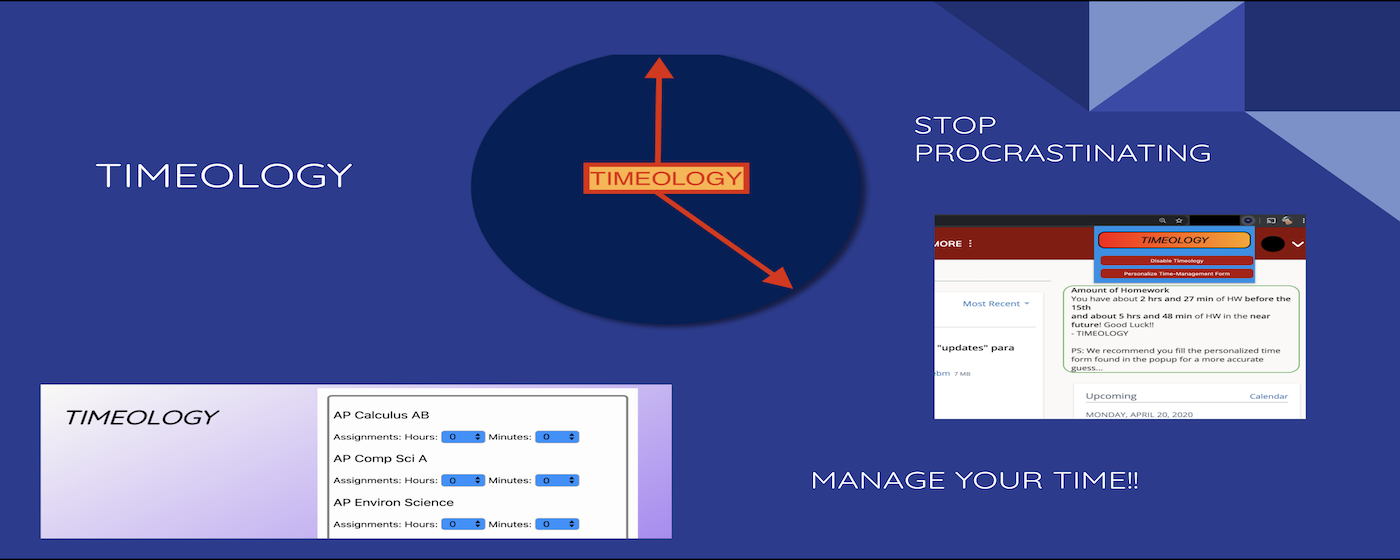 TIMEOLOGY
TIMEOLOGY
STOP
PROCRASTINATING
MORE
TIMEOLOGY
Disable Timeology
Personalize Time-Management Form
Most Recent
"updates" para
7 MB
Amount of Homework
You have about 2 hrs and 27 min of HW before the
15th
and about 5 hrs and 48 min of HW in the near
future! Good Luck!!
- TIMEOLOGY
PS: We recommend you fill the personalized time
form found in the popup for a more accurate
guess...
Upcoming Calendar
MONDAY, APRIL 20, 2020
TIMEOLOGY
AP Calculus AB
Assignments: Hours: 0 Minutes: 0
AP Comp Sci A
Assignments: Hours: 0 Minutes: 0
AP Environ Science
Assignments: Hours: 0 Minutes: 0
MANAGE YOUR TIME!!